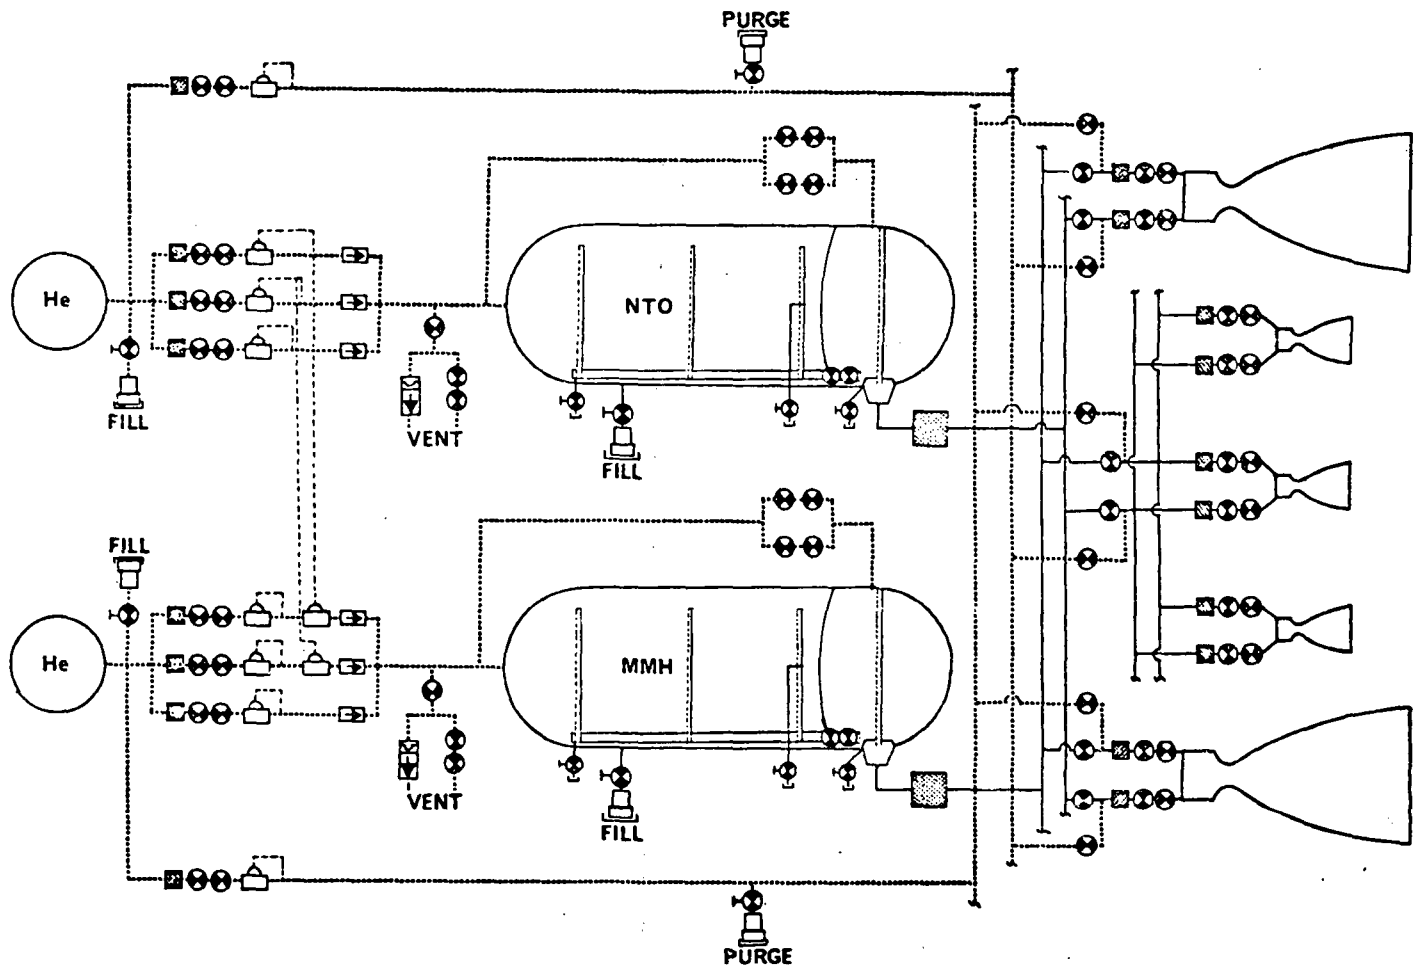 PURGE
He
NTO
FILL
VENT
FILL
FILL
He
MMH
VENT
FILL
PURGE